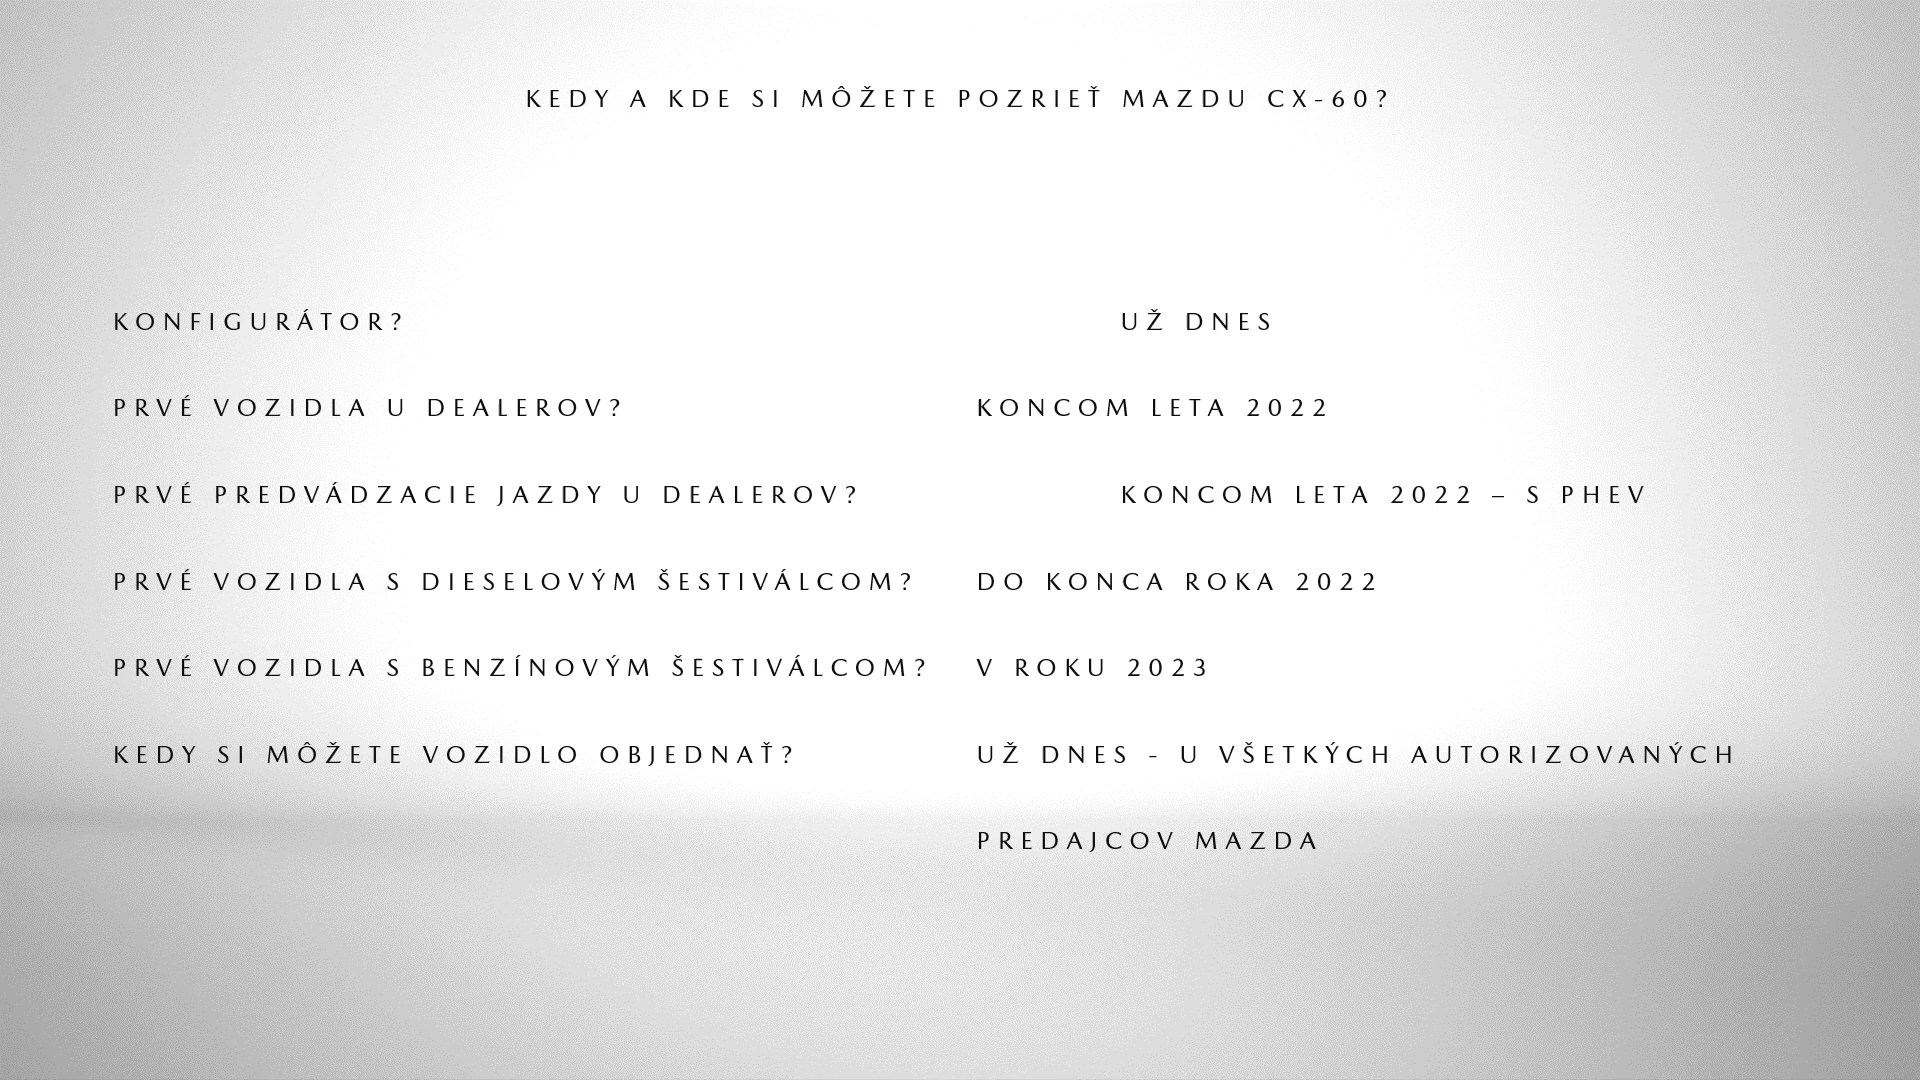 KEDY A KDE SI MÔŽETE POZRIEŤ MAZDU CX-60?
KONFIGURÁTOR? UŽ DNES
PRVÉ VOZIDLA U DEALEROV? KONCOM LETA 2022
PRVÉ PREDVÁDZACIE JAZDY U DEALEROV? KONCOM LETA 2022 – S PHEV
PRVÉ VOZIDLA S DIESELOVÝM ŠESTIVÁLCOM? DO KONCA ROKA 2022
PRVÉ VOZIDLA S BENZÍNOVÝM ŠESTIVÁLCOM? V ROKU 2023
KEDY SI MÔŽETE VOZIDLO OBJEDNAŤ? UŽ DNES - U VŠETKÝCH AUTORIZOVANÝCH
PREDAJCOV MAZDA